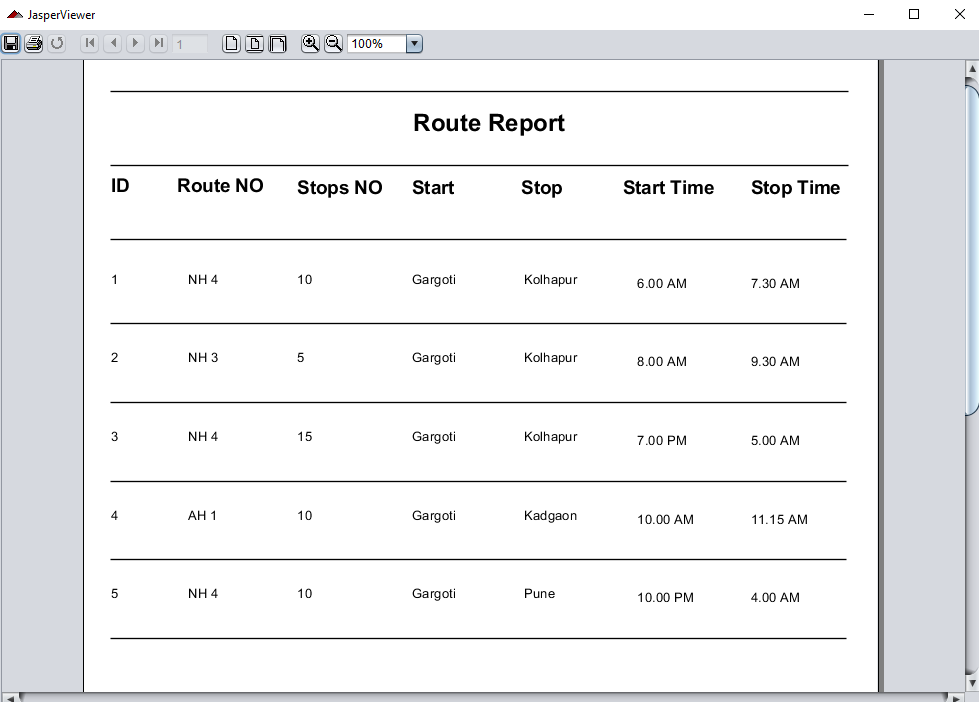 JasperViewer
1
100%
Route Report
ID Route NO Stops NO Start Stop Start Time Stop Time
1 NH 4 10 Gargoti Kolhapur 6.00 AM 7.30 AM
2 NH 3 5 Gargoti Kolhapur 8.00 AM 9.30 AM
3 NH 4 15 Gargoti Kolhapur 7.00 PM 5.00 AM
4 AH 1 10 Gargoti Kadgaon 10.00 AM 11.15 AM
5 NH 4 10 Gargoti Pune 10.00 PM 4.00 AM